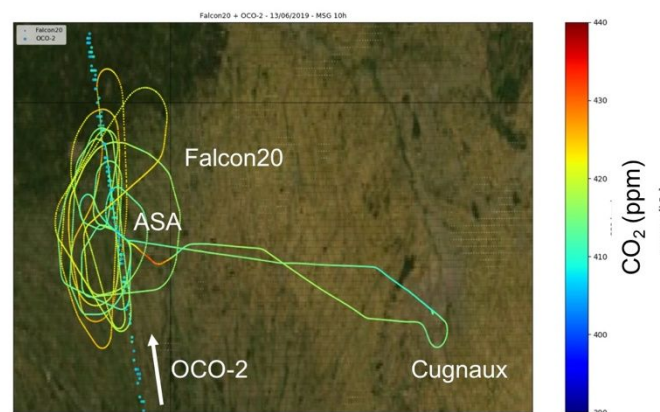 Falcon20 + OCO-2 - 13/06/2019 - MSG 10h
Falcon20
OCO-2
Falcon20
ASA
OCO-2
Cugnaux
440
430
420
410
400
390
CO₂ (ppm)